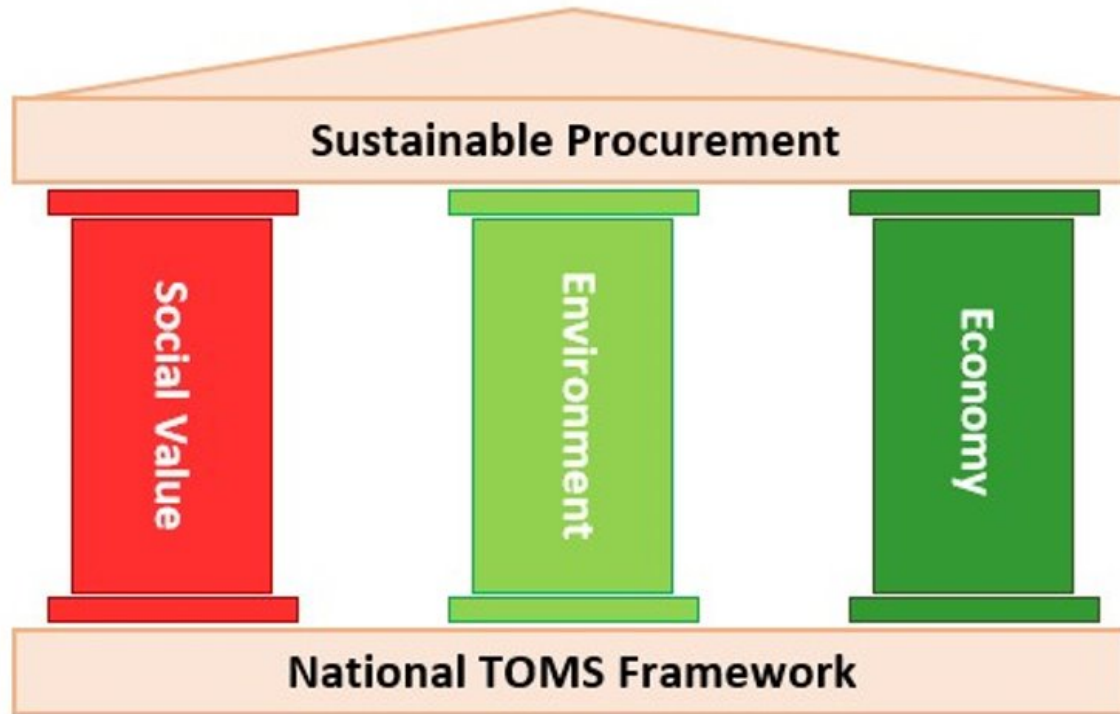 Sustainable Procurement
Social Value
Environment
Economy
National TOMS Framework